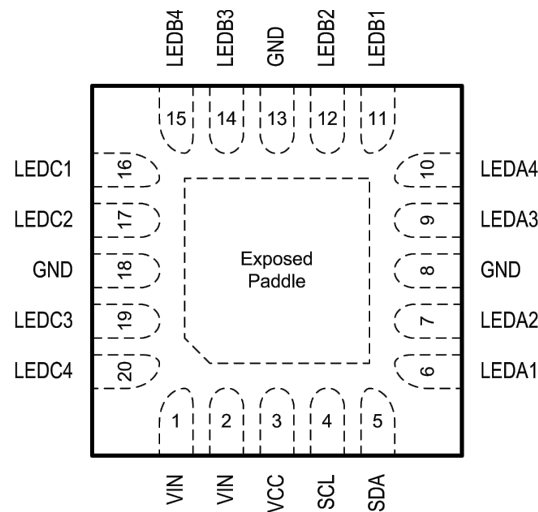 LEDB4
LEDB3
GND
LEDB2
LEDB1
15
14
13
12
11
LEDC1
16
10
LEDA4
LEDC2
17
9
LEDA3
GND
18
Exposed
Paddle
8
GND
LEDC3
19
7
LEDA2
LEDC4
20
6
LEDA1
1
2
3
4
5
VIN
VIN
VCC
SCL
SDA